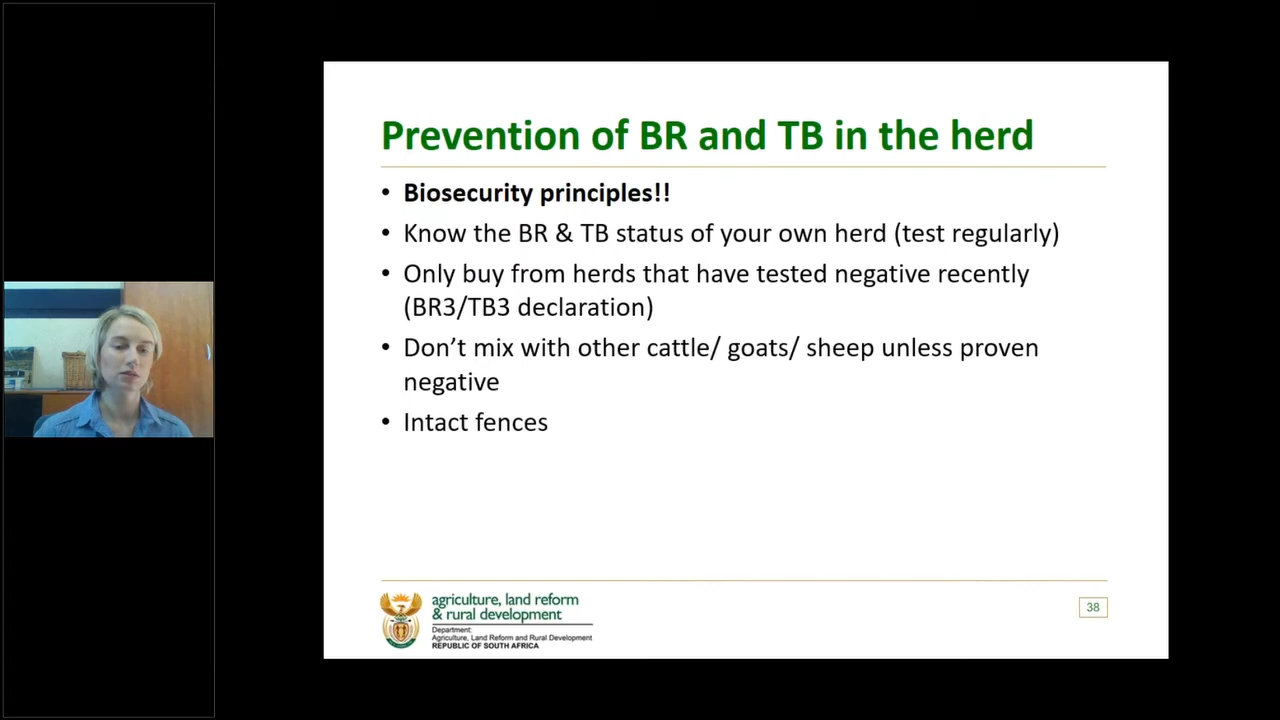 Prevention of BR and TB in the herd
• Biosecurity principles!!
• Know the BR & TB status of your own herd (test regularly)
• Only buy from herds that have tested negative recently
(BR3/TB3 declaration)
• Don’t mix with other cattle/ goats/ sheep unless proven
negative
• Intact fences
agriculture, land reform
& rural development
Department:
Agriculture, Land Reform and Rural Development
REPUBLIC OF SOUTH AFRICA
38